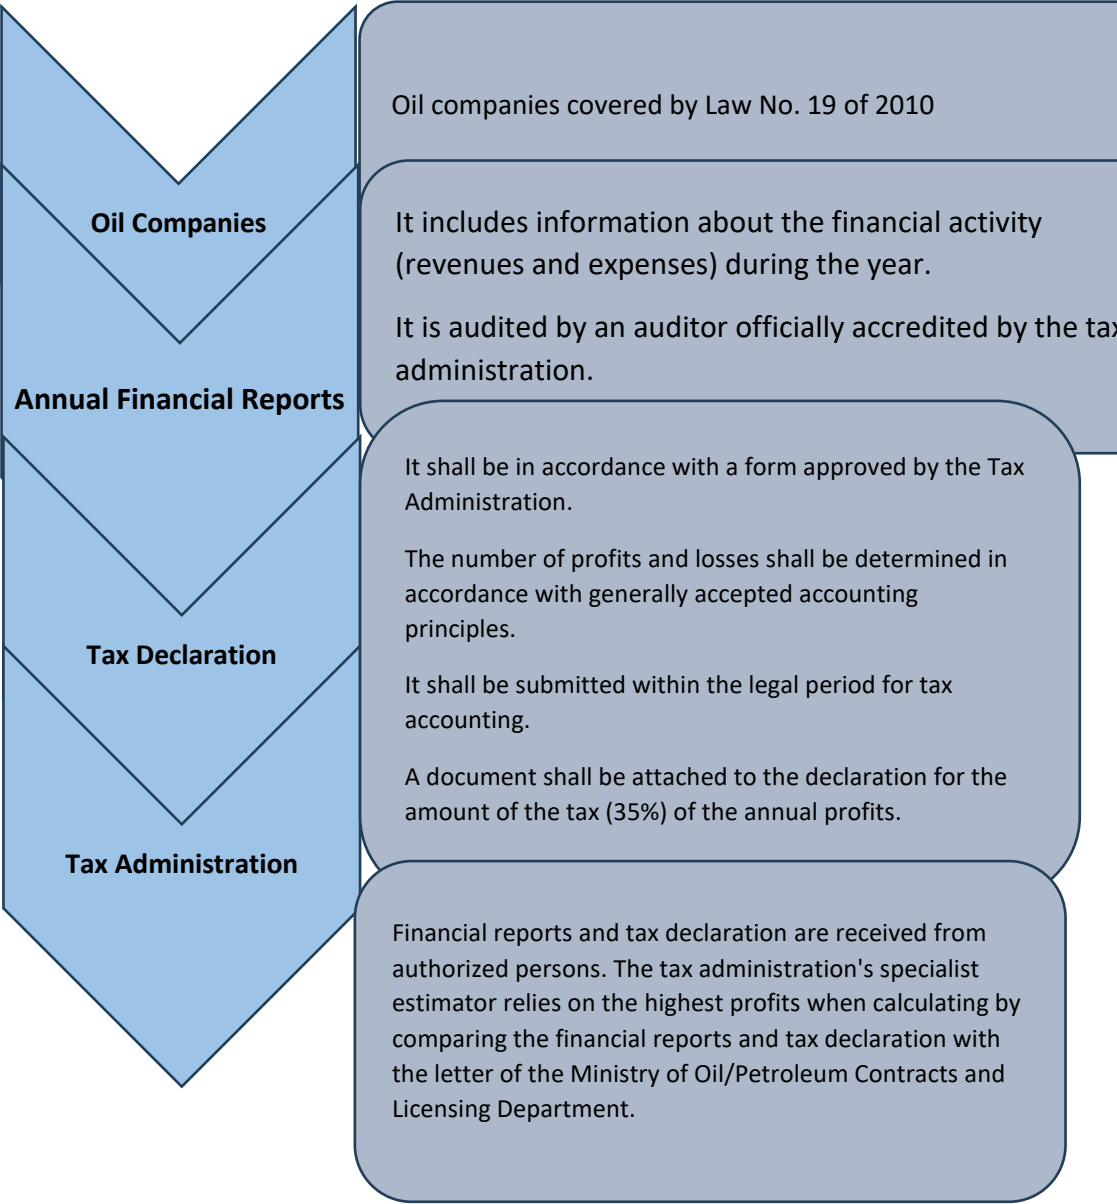 Oil companies covered by Law No. 19 of 2010
Oil Companies
It includes information about the financial activity
(revenues and expenses) during the year.
It is audited by an auditor officially accredited by the tax
administration.
Annual Financial Reports
It shall be in accordance with a form approved by the Tax
Administration.
The number of profits and losses shall be determined in
accordance with generally accepted accounting
principles.
It shall be submitted within the legal period for tax
accounting.
A document shall be attached to the declaration for the
amount of the tax (35%) of the annual profits.
Tax Declaration
Tax Administration
Financial reports and tax declaration are received from
authorized persons. The tax administration's specialist
estimator relies on the highest profits when calculating by
comparing the financial reports and tax declaration with
the letter of the Ministry of Oil/Petroleum Contracts and
Licensing Department.